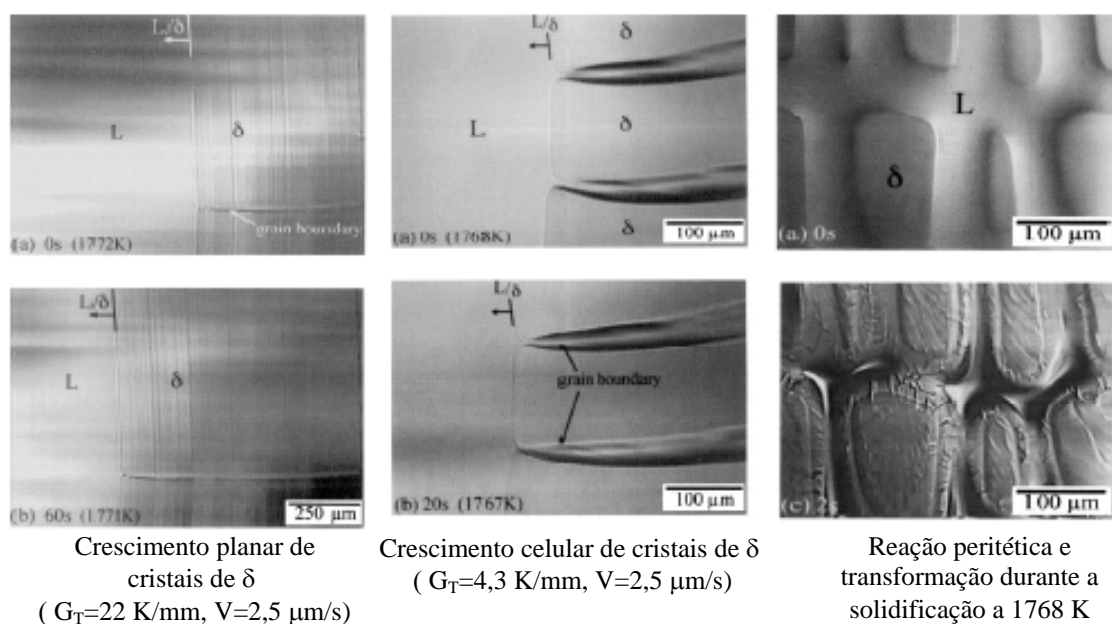 L/δ
L
δ
grain boundary
(a) 0s (1772K)
L/δ
δ
L
δ
δ
(a) 0s (1768K)
100 μm
L
δ
(a) 0s
100 μm
L/δ
L
δ
(b) 60s (1771K)
250 μm
L/δ
grain boundary
(b) 20s (1767K)
100 μm
(c)
100 μm
Crescimento planar de
cristais de δ
( G_T=22 K/mm, V=2,5 μm/s)
Crescimento celular de cristais de δ
( G_T=4,3 K/mm, V=2,5 μm/s)
Reação peritética e
transformação durante a
solidificação a 1768 K